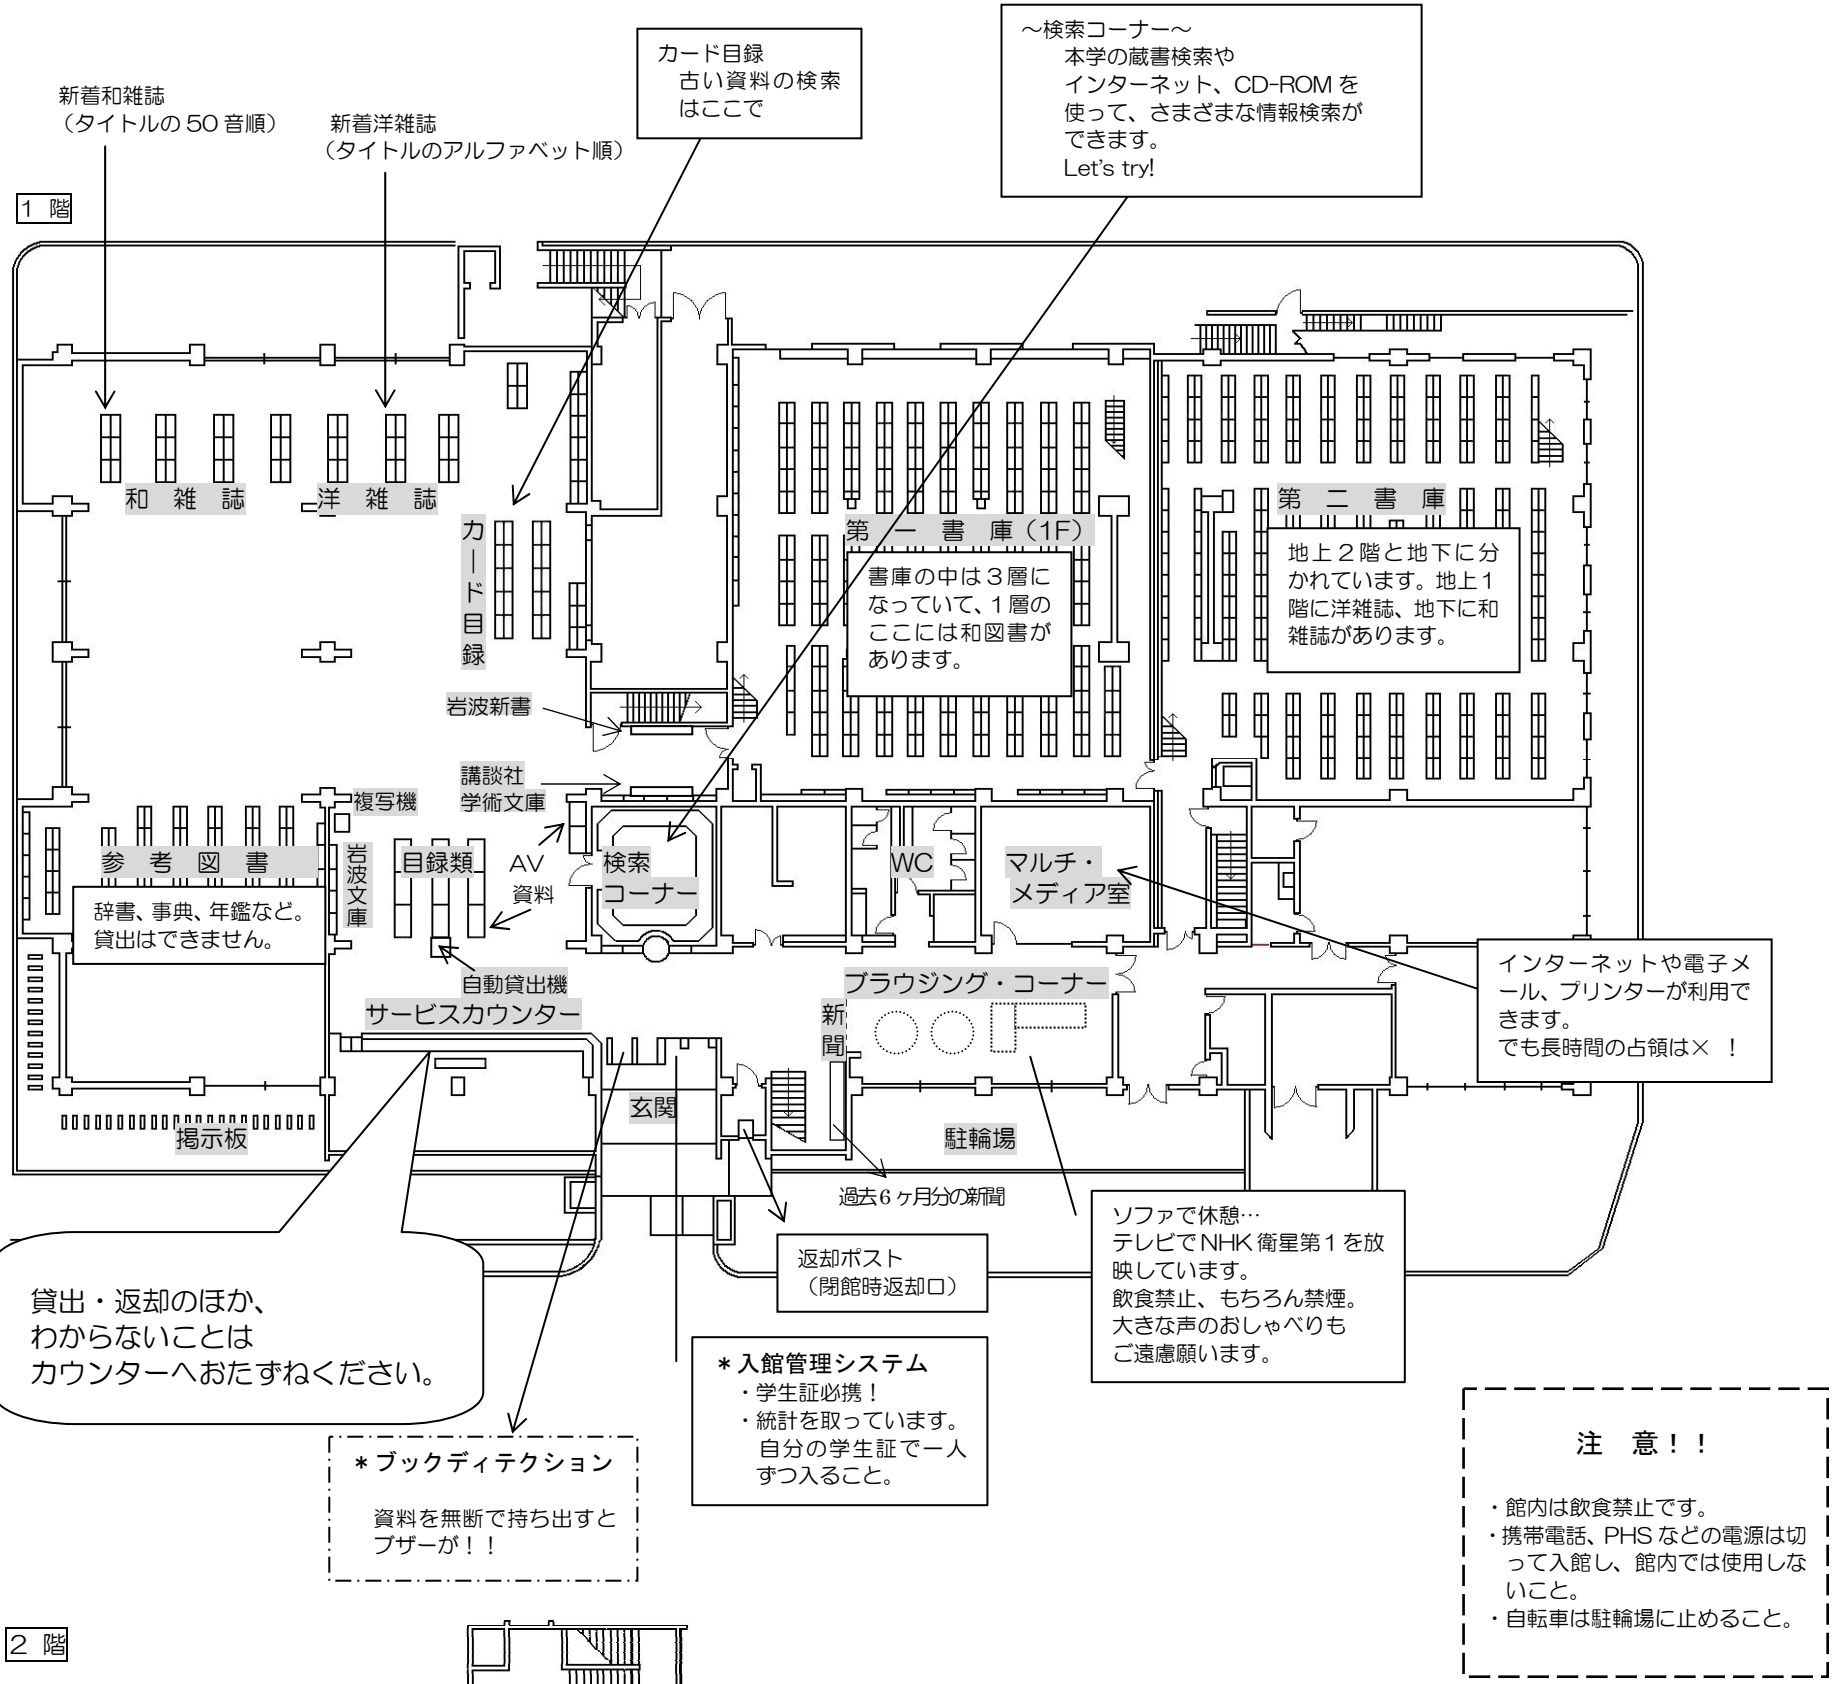 ～検索コーナー～
本学の蔵書検索や
インターネット、CD-ROM を
使って、さまざまな情報検索が
できます。
Let's try!
カード目録
古い資料の検索
はここで
新着和雑誌
（タイトルの 50 音順）
新着洋雑誌
（タイトルのアルファベット順）
1 階
和 雑 誌
洋 雑 誌
カード目録
第 一 書 庫（1F）
書庫の中は３層に
なっていて、１層の
ここには和図書が
あります。
第 二 書 庫
地上２階と地下に分
かれています。地上１
階に洋雑誌、地下に和
雑誌があります。
岩波新書
講談社
学術文庫
複写機
参 考 図 書
辞書、事典、年鑑など。
貸出はできません。
岩波文庫
目録類
AV
資料
検索
コーナー
WC
マルチ・
メディア室
自動貸出機
サービスカウンター
ブラウジング・コーナー
新聞
インターネットや電子メ
ール、プリンターが利用で
きます。
でも長時間の占領は× ！
玄関
掲示板
駐輪場
過去 6 ヶ月分の新聞
貸出・返却のほか、
わからないことは
カウンターへおたずねください。
返却ポスト
（閉館時返却口）
ソファで休憩…
テレビで NHK 衛星第 1 を放
映しています。
飲食禁止、もちろん禁煙。
大きな声のおしゃべりも
ご遠慮願います。
＊入館管理システム
・学生証必携！
・統計を取っています。
自分の学生証で一人
ずつ入ること。
＊ブックディテクション
資料を無断で持ち出すと
ブザーが！！
注 意！！
・館内は飲食禁止です。
・携帯電話、PHS などの電源は切
って入館し、館内では使用しな
いこと。
・自転車は駐輪場に止めること。
2 階